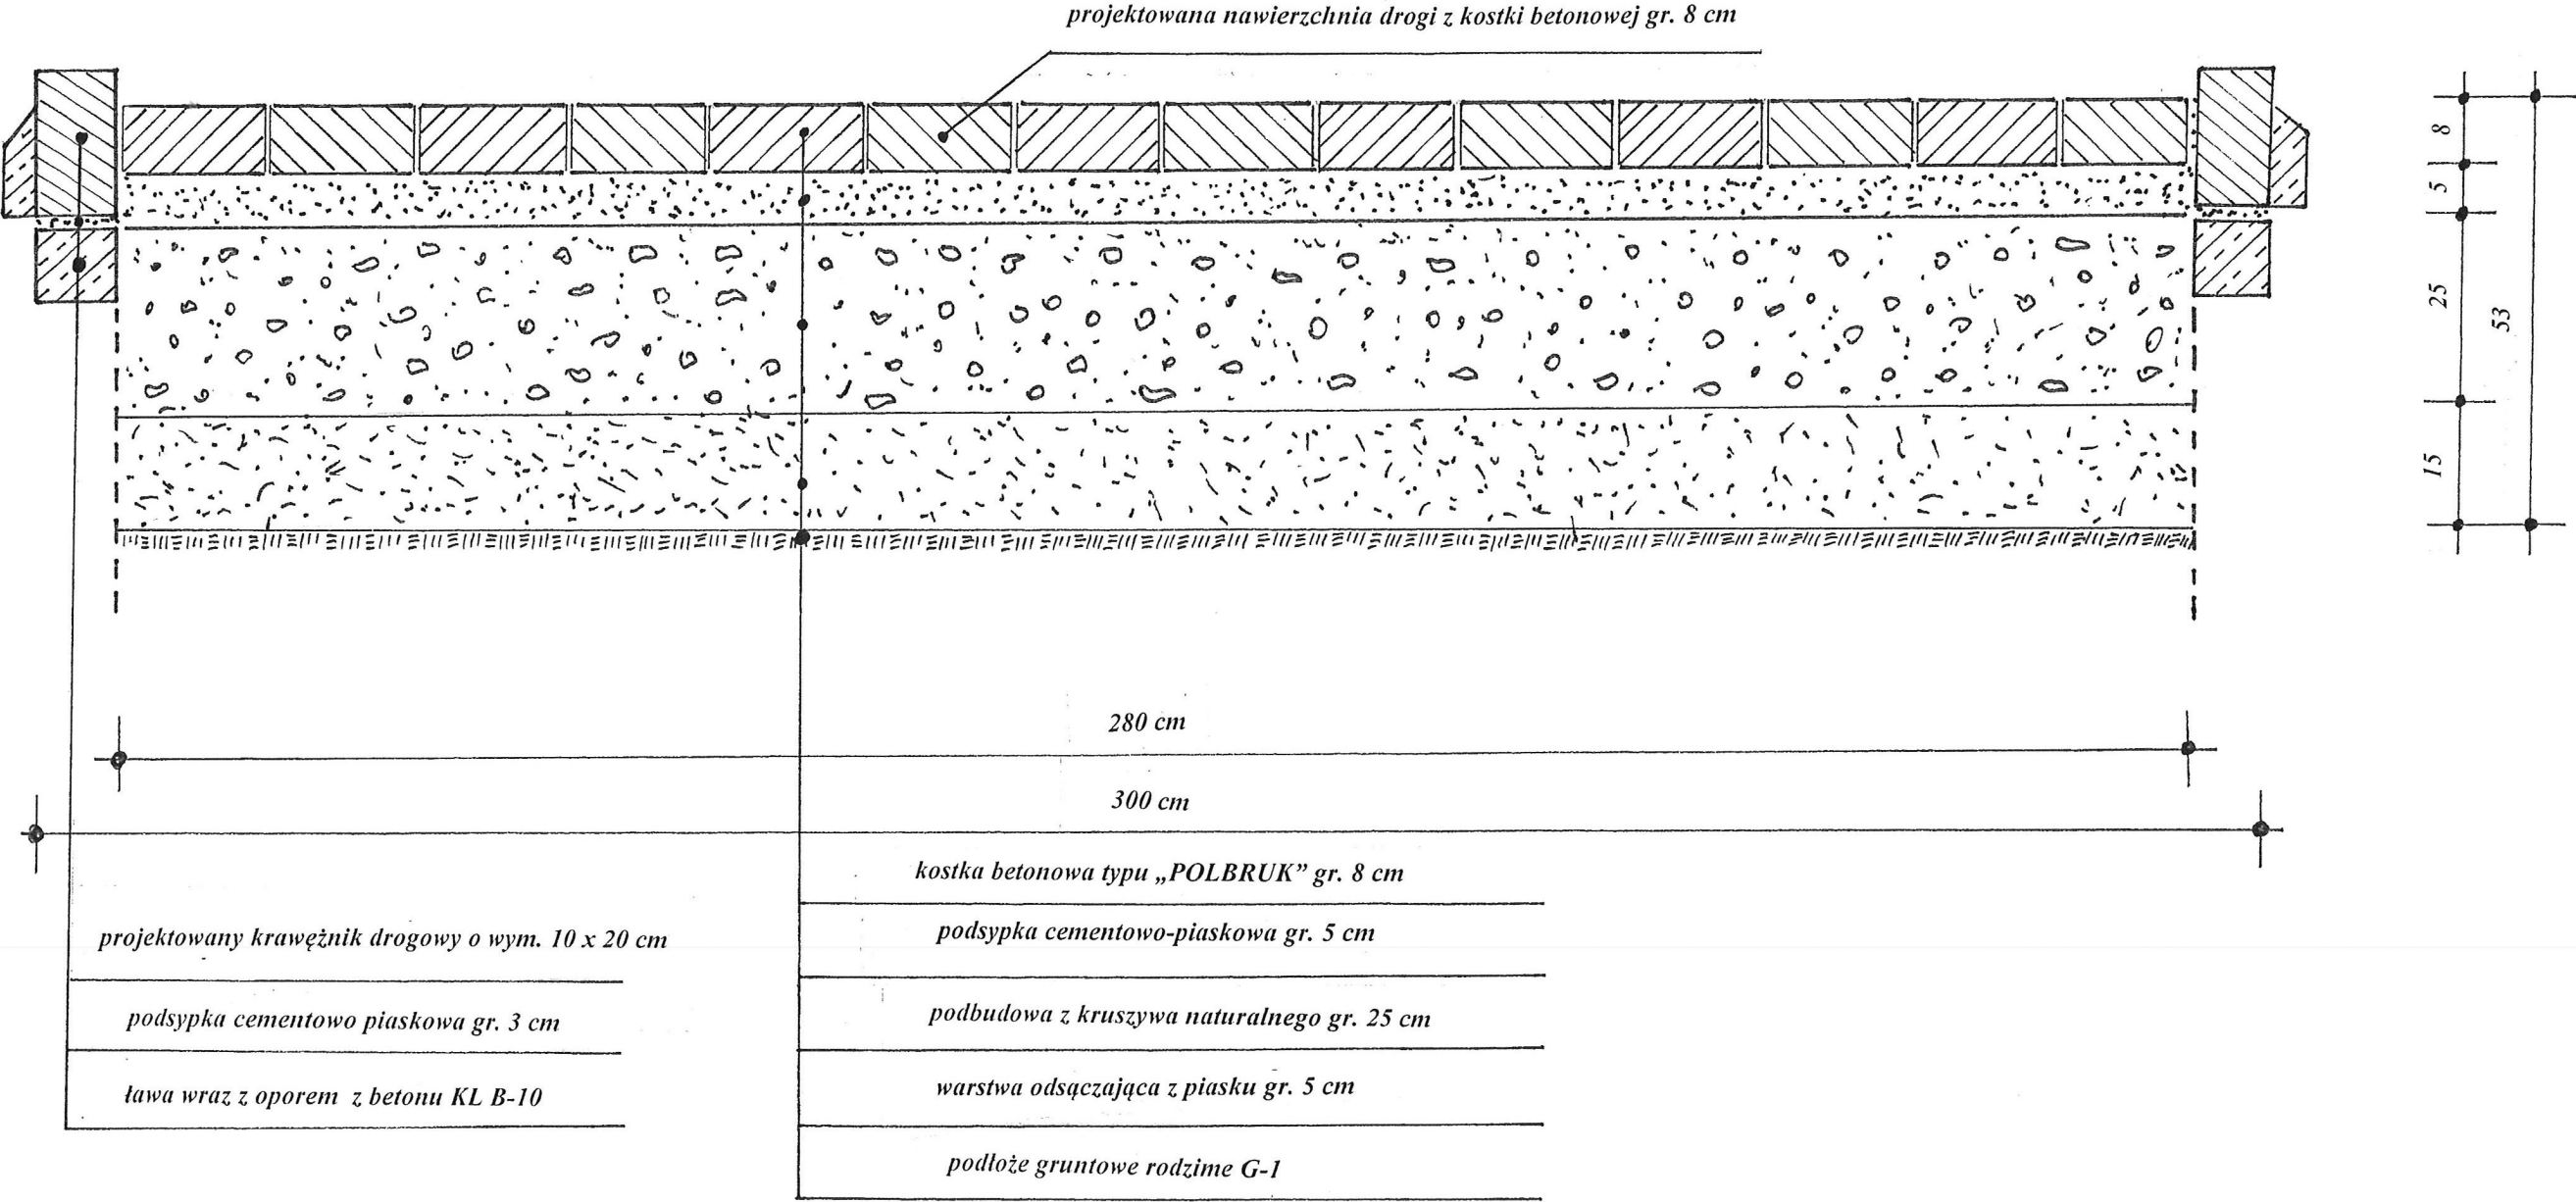 projektowana nawierzchnia drogi z kostki betonowej gr. 8 cm
8
5
25
53
15
280 cm
300 cm
kostka betonowa typu „POLBRUK” gr. 8 cm
podsypka cementowo-piaskowa gr. 5 cm
podbudowa z kruszywa naturalnego gr. 25 cm
warstwa odsączająca z piasku gr. 5 cm
podłoże gruntowe rodzime G-1
projektowany krawężnik drogowy o wym. 10 x 20 cm
podsypka cementowo piaskowa gr. 3 cm
ława wraz z oporem z betonu KL B-10